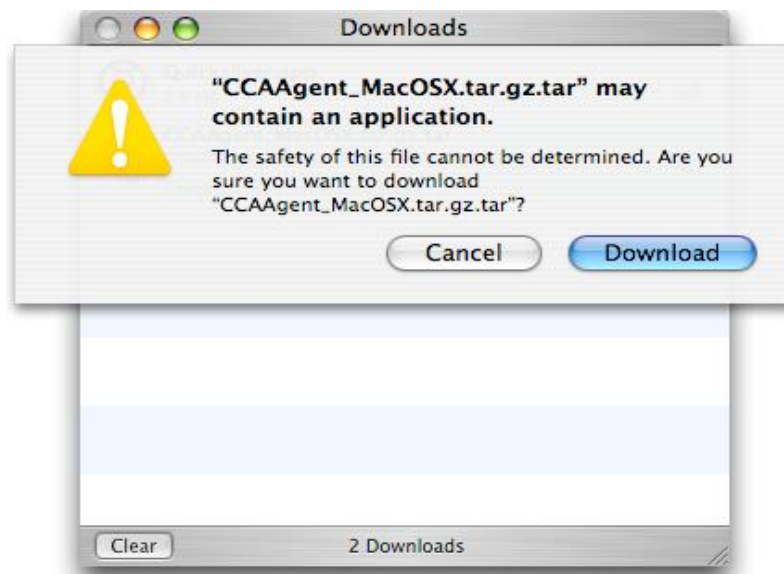 Downloads
“CCAAgent_MacOSX.tar.gz.tar” may
contain an application.
The safety of this file cannot be determined. Are you
sure you want to download
“CCAAgent_MacOSX.tar.gz.tar”?
Cancel
Download
Clear
2 Downloads